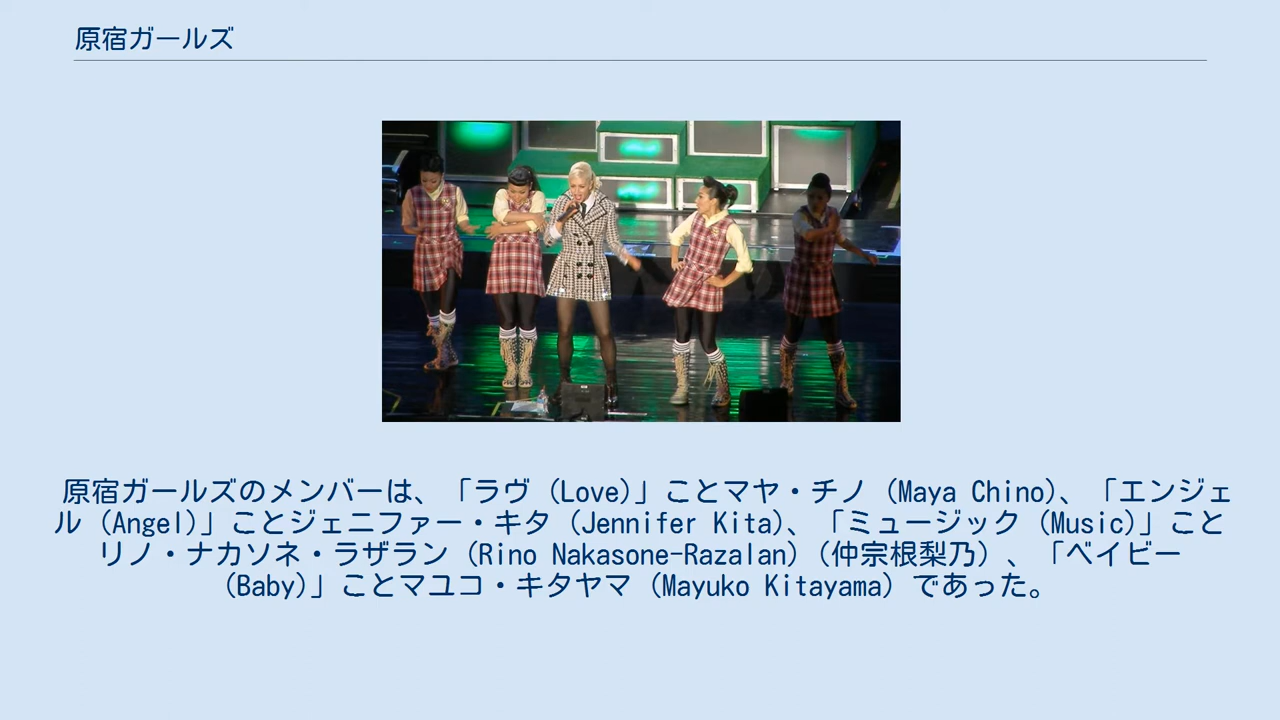 原宿ガールズ
原宿ガールズのメンバーは、「ラヴ（Love）」ことマヤ・チノ（Maya Chino）、「エンジェ
ル（Angel）」ことジェニファー・キタ（Jennifer Kita）、「ミュージック（Music）」こと
リノ・ナカソネ・ラザラン（Rino Nakasone-Razalan）（仲宗根梨乃）、「ベイビー
（Baby）」ことマユコ・キタヤマ（Mayuko Kitayama）であった。